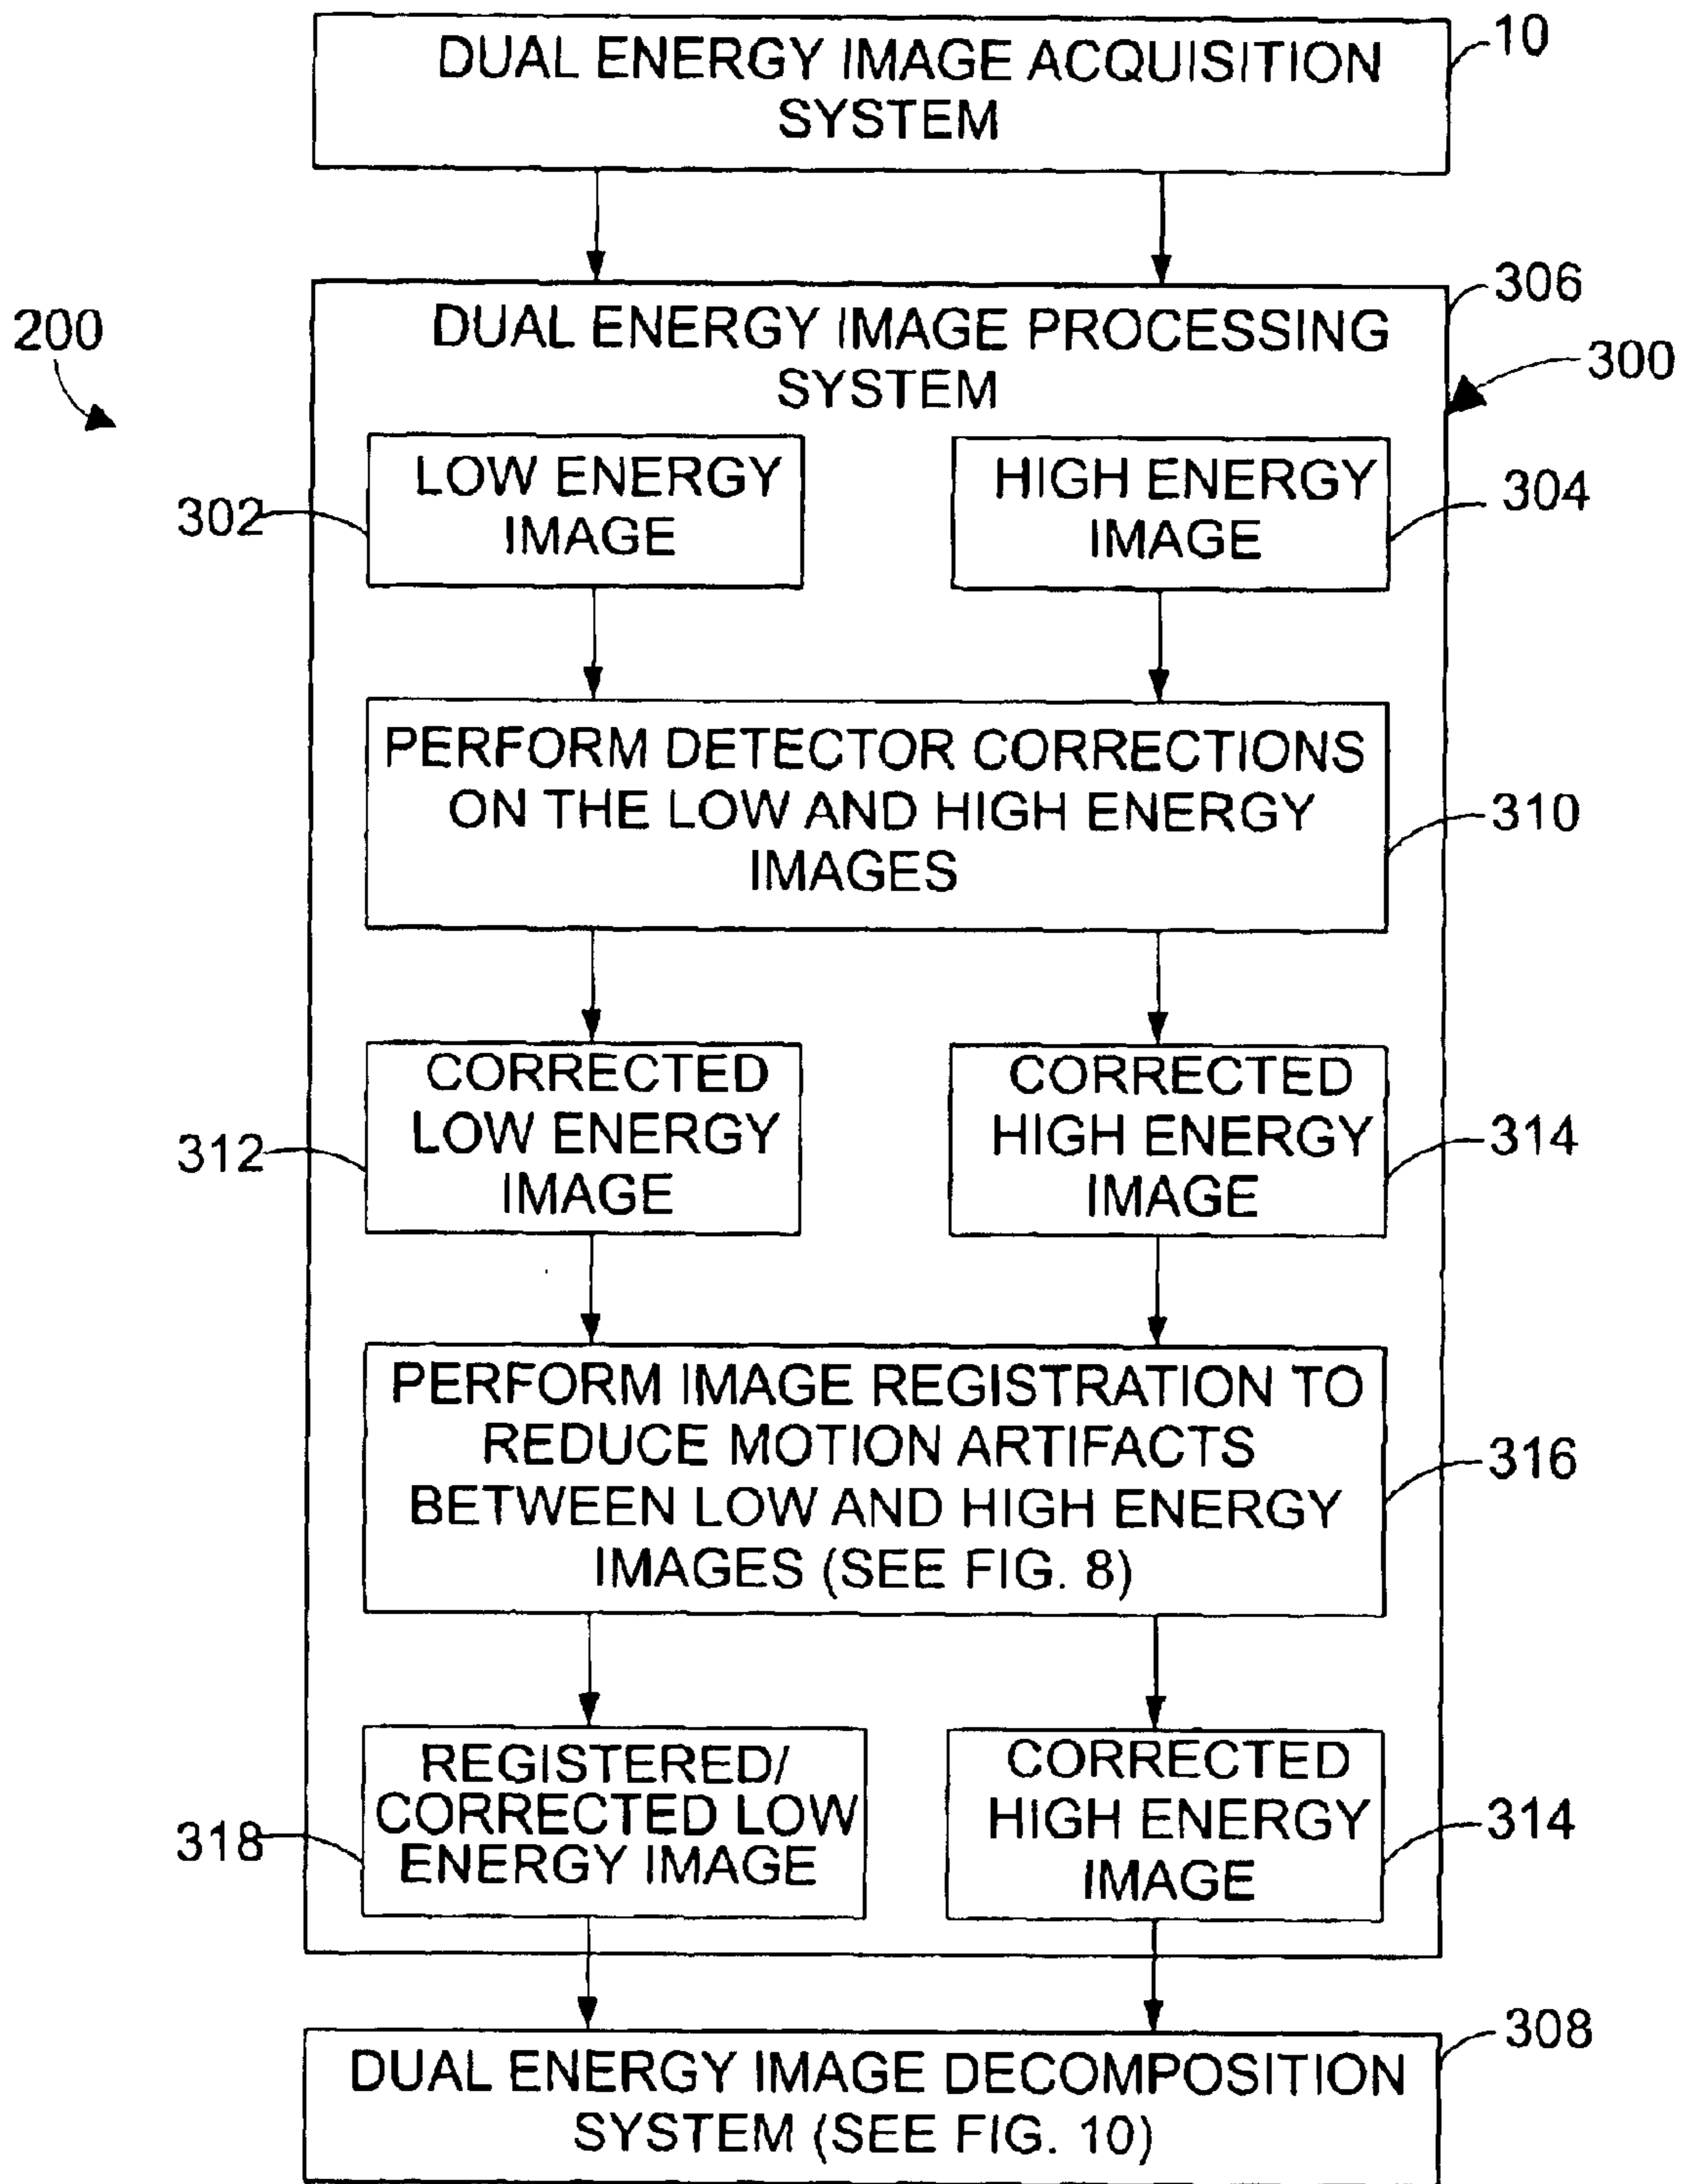 DUAL ENERGY IMAGE ACQUISITION
SYSTEM
10
306
DUAL ENERGY IMAGE PROCESSING
SYSTEM
200
300
LOW ENERGY
IMAGE
302
HIGH ENERGY
IMAGE
304
PERFORM DETECTOR CORRECTIONS
ON THE LOW AND HIGH ENERGY
IMAGES
310
CORRECTED
LOW ENERGY
IMAGE
312
CORRECTED
HIGH ENERGY
IMAGE
314
PERFORM IMAGE REGISTRATION TO
REDUCE MOTION ARTIFACTS
BETWEEN LOW AND HIGH ENERGY
IMAGES (SEE FIG. 8)
316
REGISTERED/
CORRECTED LOW
ENERGY IMAGE
318
CORRECTED
HIGH ENERGY
IMAGE
314
308
DUAL ENERGY IMAGE DECOMPOSITION
SYSTEM (SEE FIG. 10)